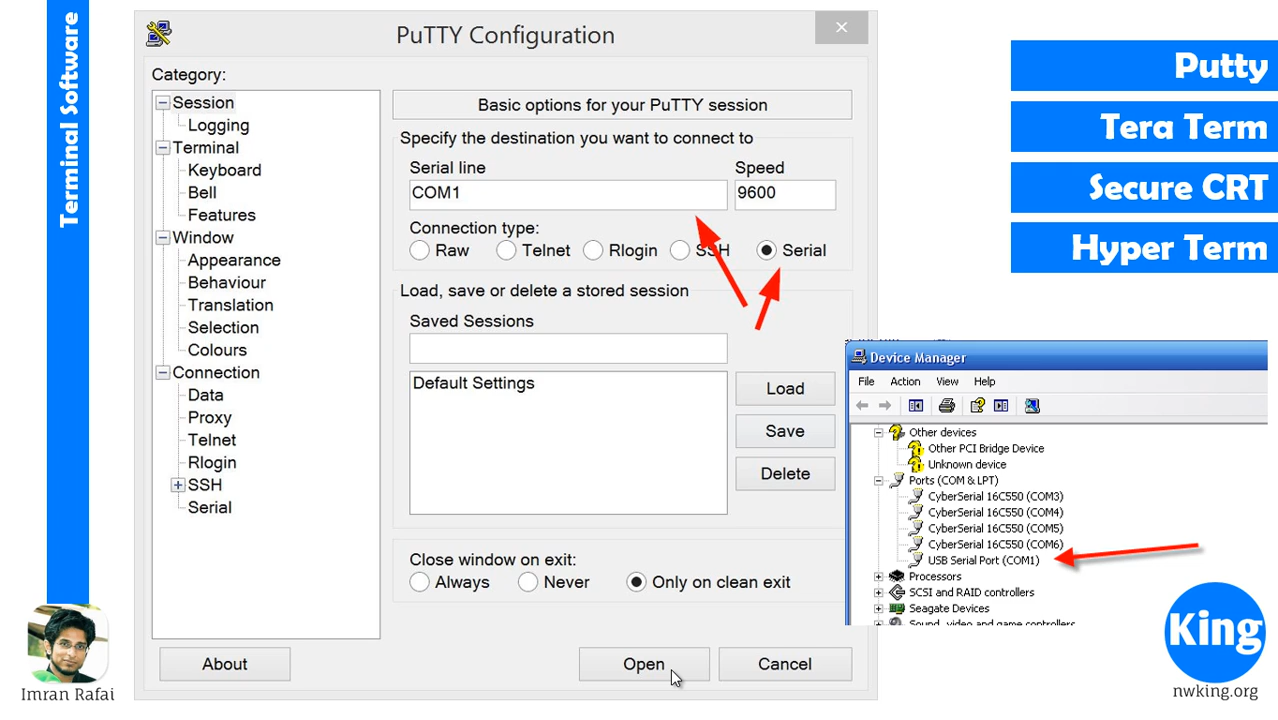 Terminal Software
PuTTY Configuration
Category:
Session
Logging
Terminal
Keyboard
Bell
Features
Window
Appearance
Behaviour
Translation
Selection
Colours
Connection
Data
Proxy
Telnet
Rlogin
SSH
Serial
Basic options for your PuTTY session
Specify the destination you want to connect to
Serial line Speed
COM1 9600
Connection type:
Raw Telnet Rlogin SSH Serial
Load, save or delete a stored session
Saved Sessions
Default Settings
Load
Save
Delete
Close window on exit:
Always Never Only on clean exit
About Open Cancel
Putty
Tera Term
Secure CRT
Hyper Term
Device Manager
File Action View Help
Other devices
Other PCI Bridge Device
Unknown device
Ports (COM & LPT)
CyberSerial 16C550 (COM3)
CyberSerial 16C550 (COM4)
CyberSerial 16C550 (COM5)
CyberSerial 16C550 (COM6)
USB Serial Port (COM1)
Processors
SCSI and RAID controllers
Seagate Devices
Sound, video and game controllers
Imran Rafai
King
nwking.org